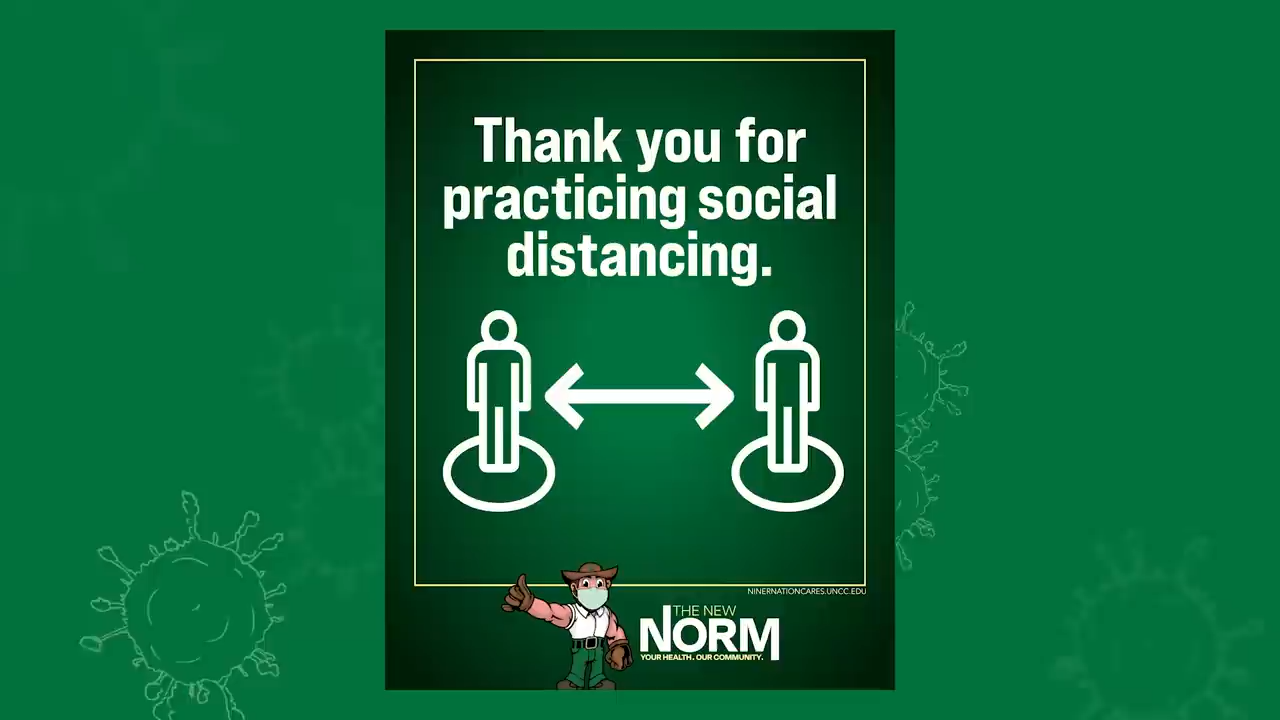 Thank you for
practicing social
distancing.
NINERNATIONCARES.UNCC.EDU
THE NEW
NORM
YOUR HEALTH. OUR COMMUNITY.